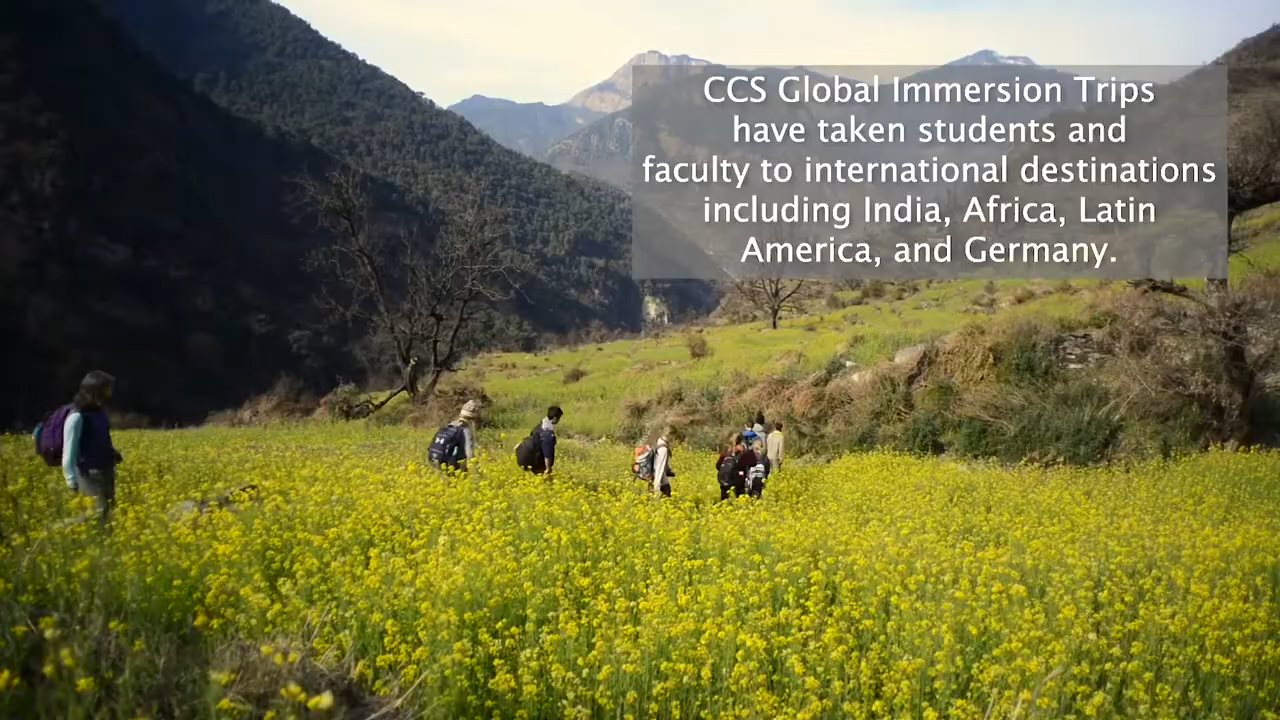 CCS Global Immersion Trips
have taken students and
faculty to international destinations
including India, Africa, Latin
America, and Germany.